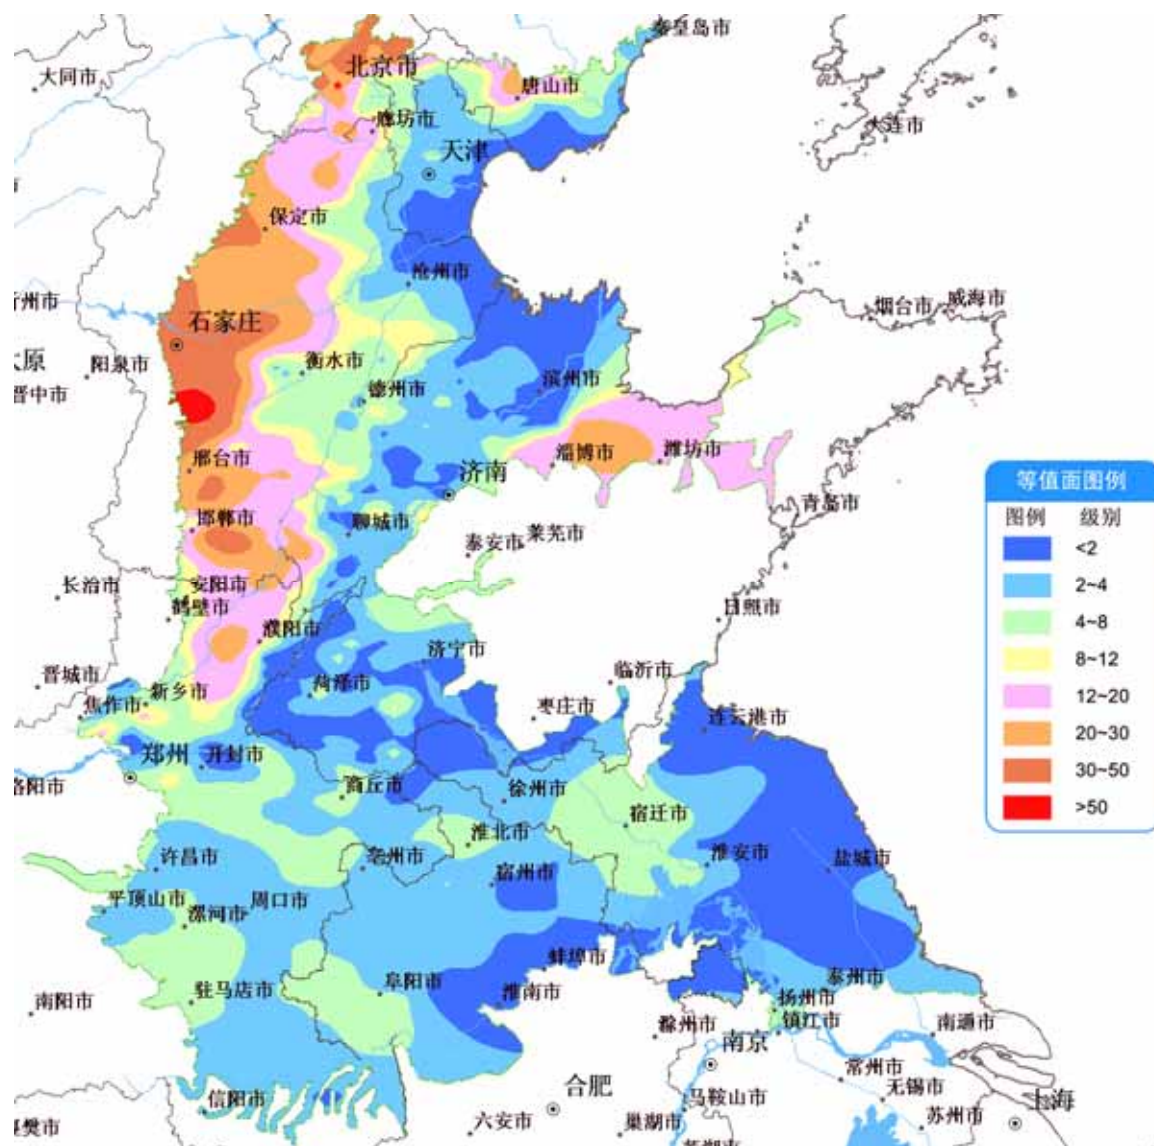 秦皇岛市
北京市
大同市
唐山市
廊坊市
大连市
天津
保定市
沧州市
忻州市
烟台市
威海市
石家庄
太原
阳泉市
衡水市
晋中市
德州市
滨州市
邢台市
济南
淄博市
潍坊市
等值面图例
图例 级别
青岛市
邯郸市
聊城市
泰安市
莱芜市
<2
2~4
长治市
安阳市
鹤壁市
日照市
4~8
濮阳市
济宁市
8~12
晋城市
新乡市
菏泽市
临沂市
12~20
焦作市
枣庄市
连云港市
20~30
郑州
开封市
30~50
洛阳市
商丘市
徐州市
宿迁市
>50
淮北市
许昌市
亳州市
宿州市
淮安市
盐城市
平顶山市
漯河市
周口市
蚌埠市
南阳市
驻马店市
阜阳市
淮南市
泰州市
扬州市
镇江市
滁州市
南京
南通市
常州市
合肥
无锡市
信阳市
六安市
巢湖市
马鞍山市
苏州市
上海
襄樊市
芜湖市